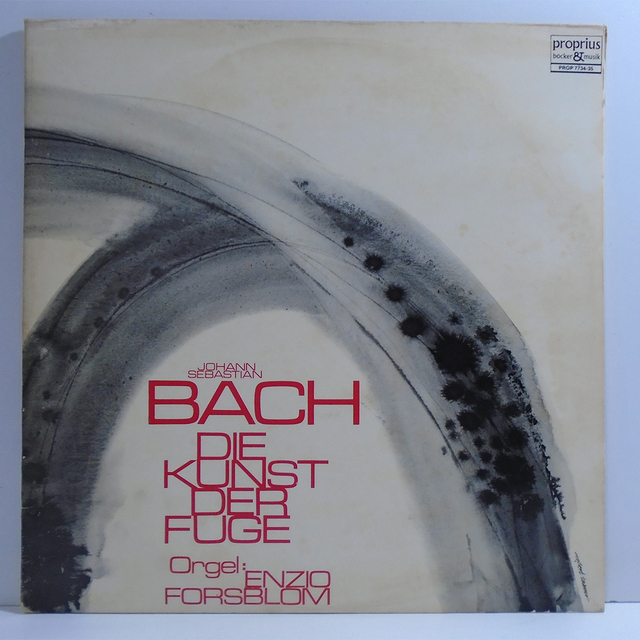 proprius
böcker & musik
PROP 7734-35
JOHANN
SEBASTIAN
BACH
DIE
KUNST
DER
FUGE
Orgel:
ENZIO
FORSBLOM